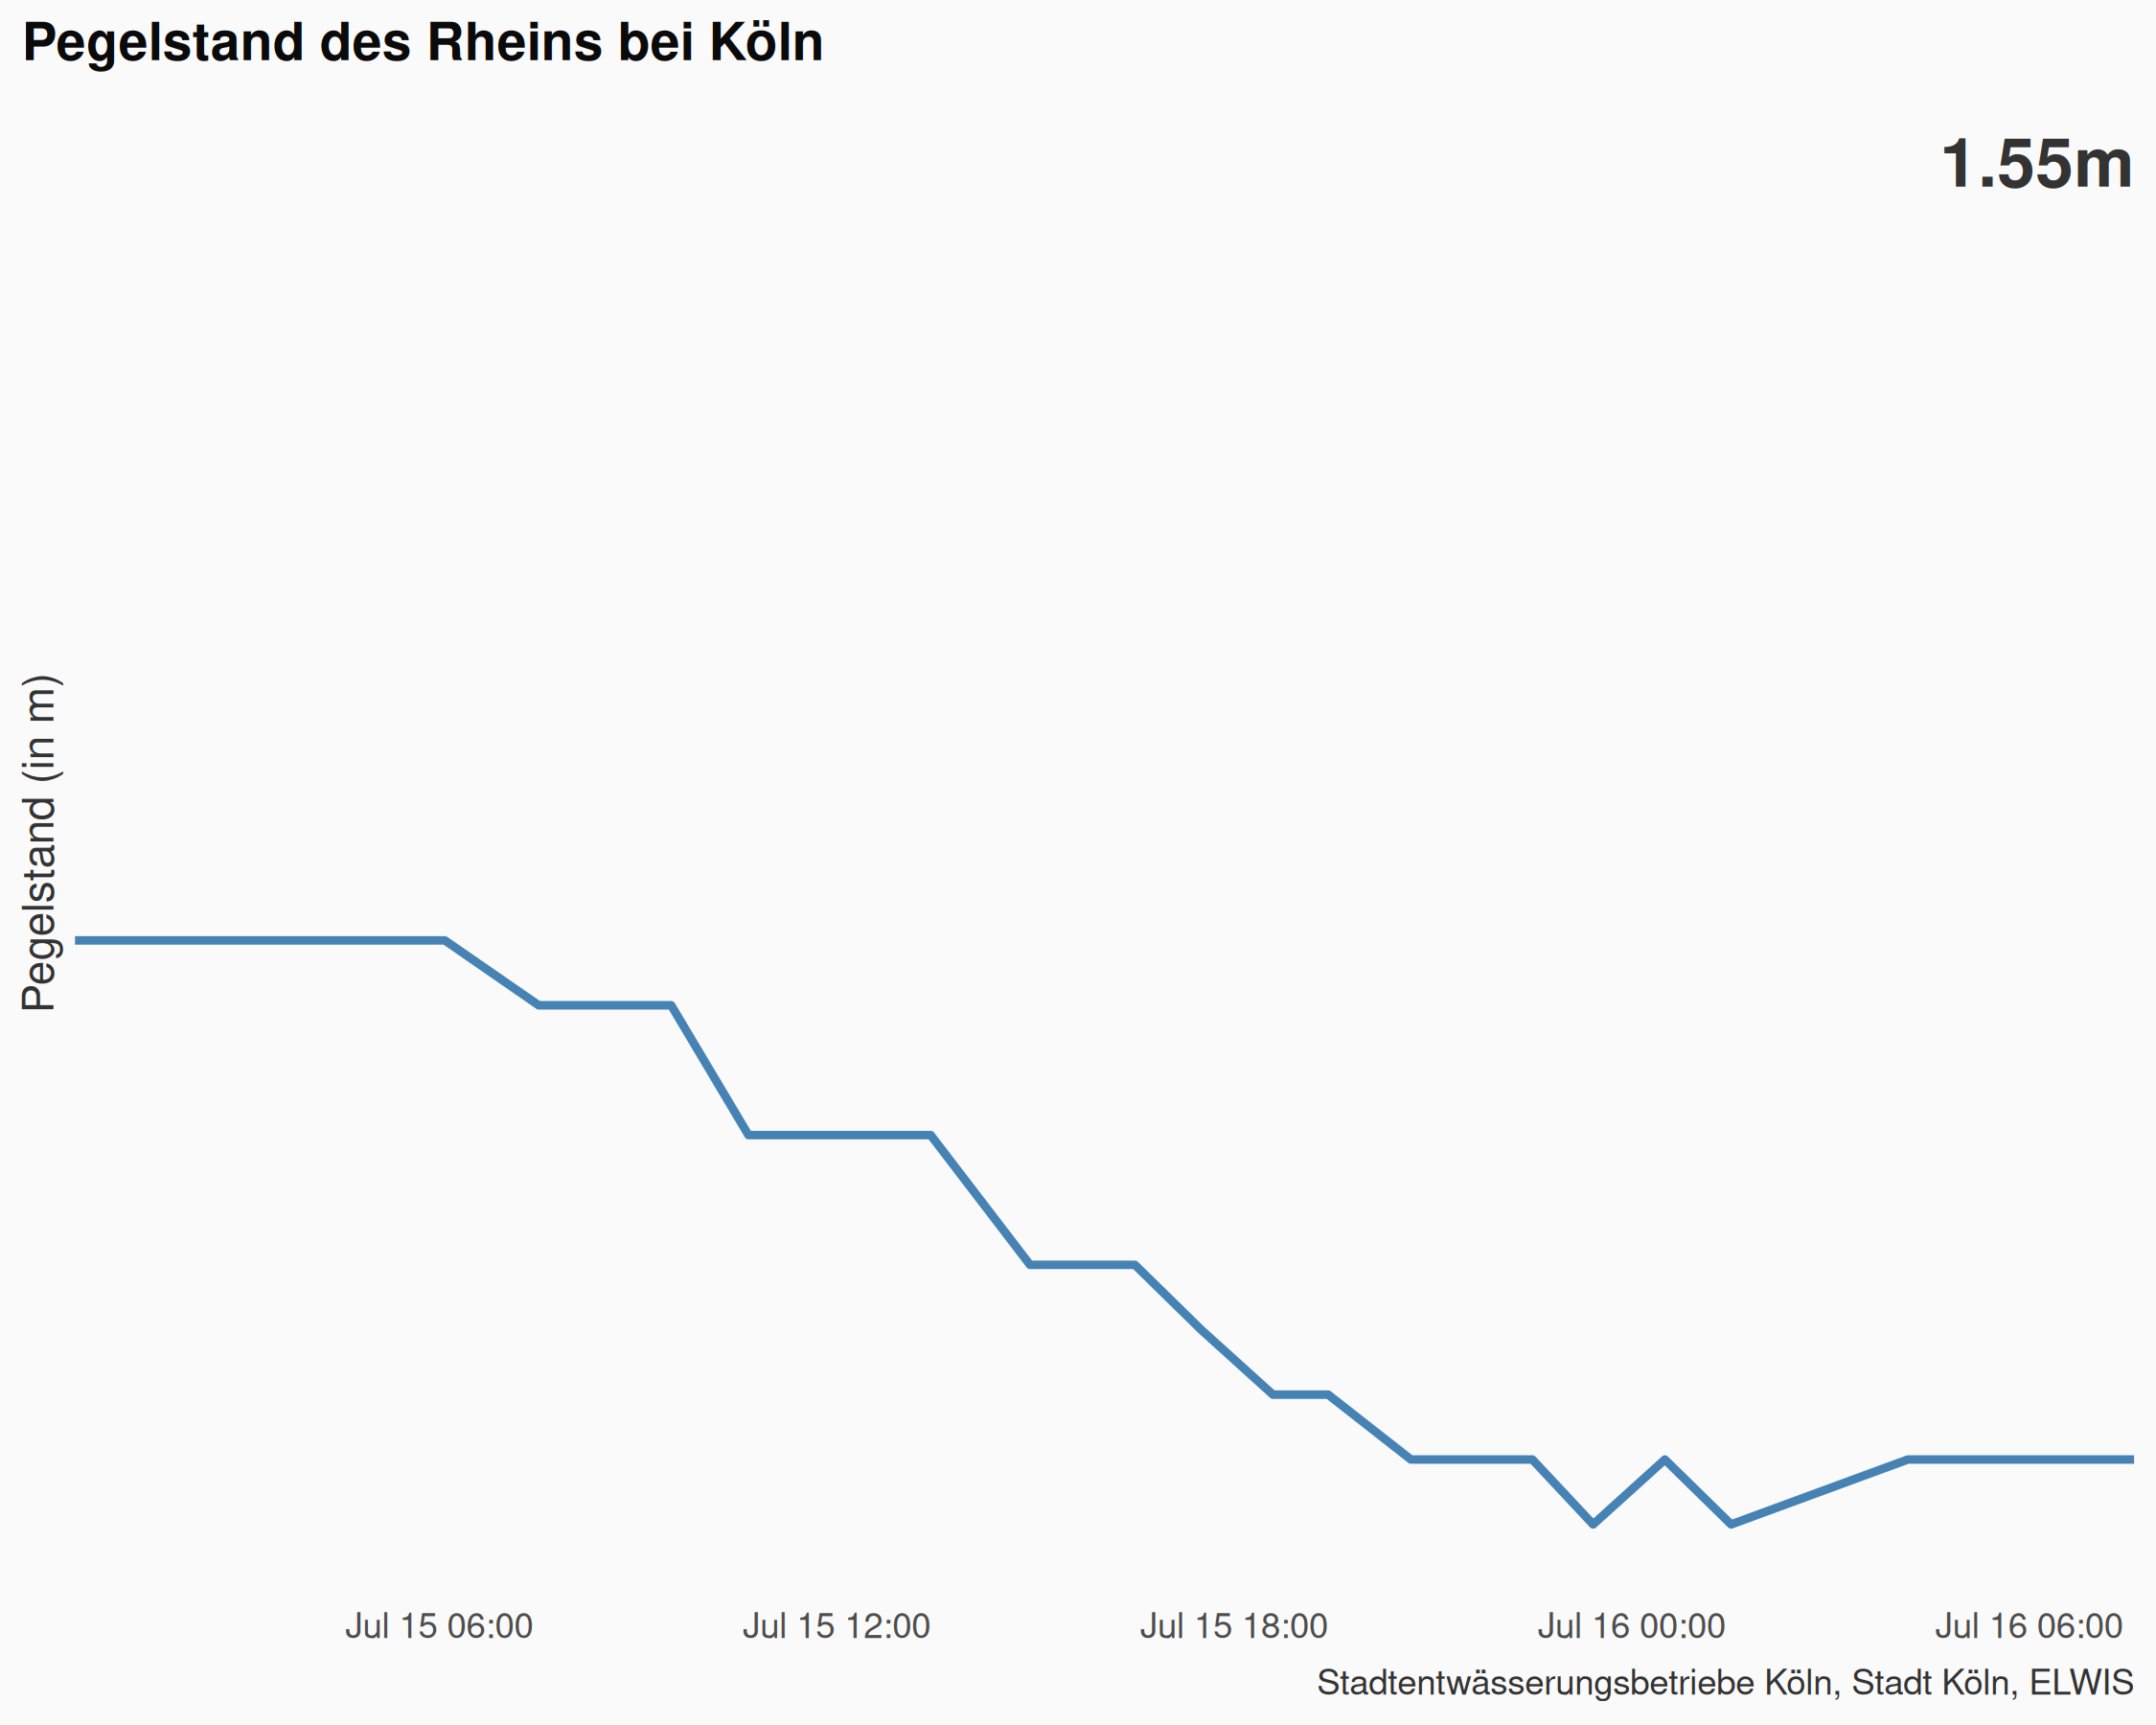 Pegelstand des Rheins bei Köln
1.55m
Pegelstand (in m)
Jul 15 06:00 Jul 15 12:00 Jul 15 18:00 Jul 16 00:00 Jul 16 06:00
Stadtentwässerungsbetriebe Köln, Stadt Köln, ELWIS